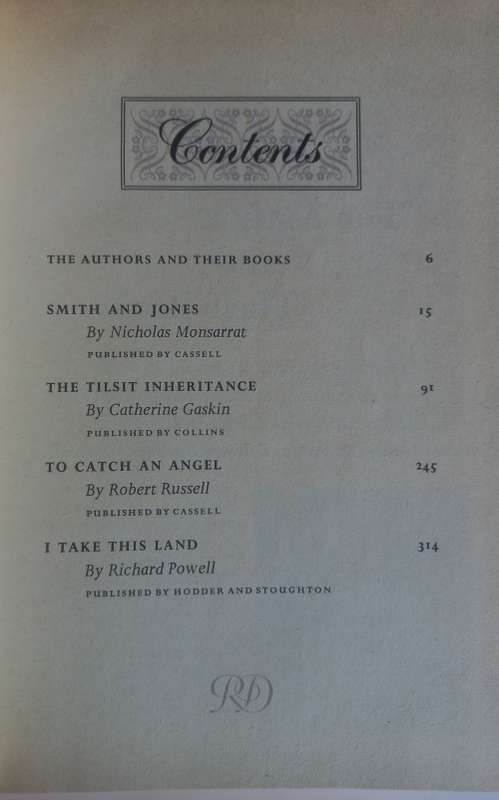 Contents
THE AUTHORS AND THEIR BOOKS 6
SMITH AND JONES 15
By Nicholas Monsarrat
PUBLISHED BY CASSELL
THE TILSIT INHERITANCE 91
By Catherine Gaskin
PUBLISHED BY COLLINS
TO CATCH AN ANGEL 245
By Robert Russell
PUBLISHED BY CASSELL
I TAKE THIS LAND 314
By Richard Powell
PUBLISHED BY HODDER AND STOUGHTON
RD